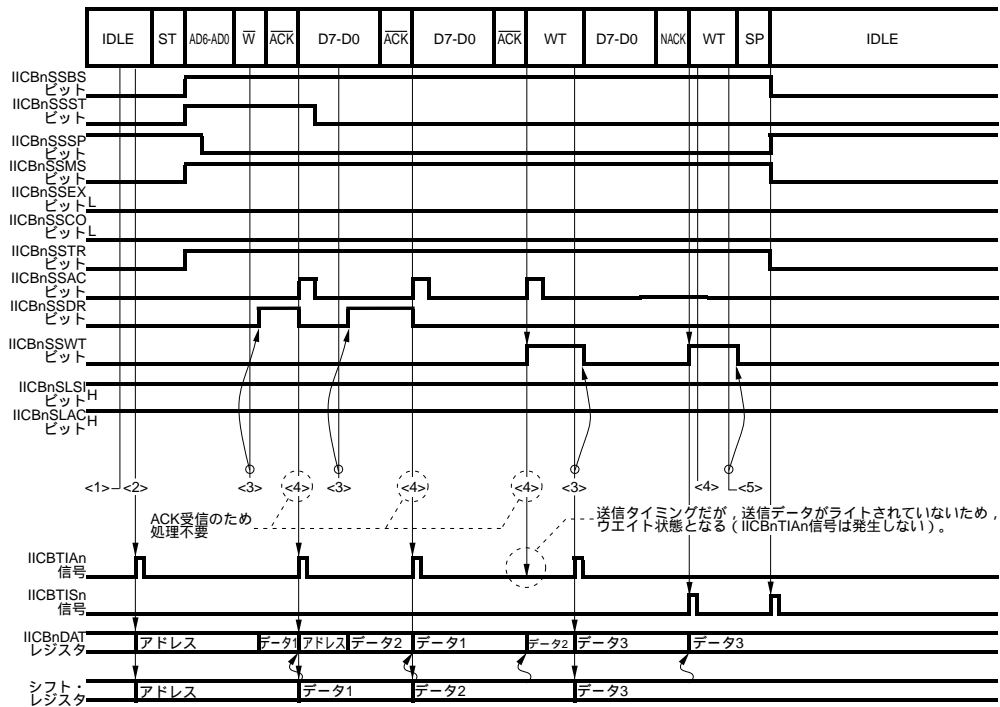 IDLE ST AD6-AD0 W ACK D7-D0 ACK D7-D0 ACK WT D7-D0 NACK WT SP IDLE
IICBnSSBS
ビット
IICBnSSST
ビット
IICBnSSSP
ビット
IICBnSSMS
ビット
IICBnSSEX
ビット L
IICBnSSCO
ビット L
IICBnSSTR
ビット
IICBnSSAC
ビット
IICBnSSDR
ビット
IICBnSSWT
ビット
IICBnSLSI
ビット H
IICBnSLAC
ビット H
<1> <2> <3> <4> <3> <4> <4> <3> <4> <5>
ACK受信のため
処理不要
送信タイミングだが，送信データがライトされていないため，
ウエイト状態となる（IICBnTIAn信号は発生しない）。
IICBTIAn
信号
IICBTISn
信号
IICBnDAT
レジスタ
アドレス データ1 アドレス データ2 データ1 データ2 データ3 データ3
シフト・
レジスタ
アドレス データ1 データ2 データ3